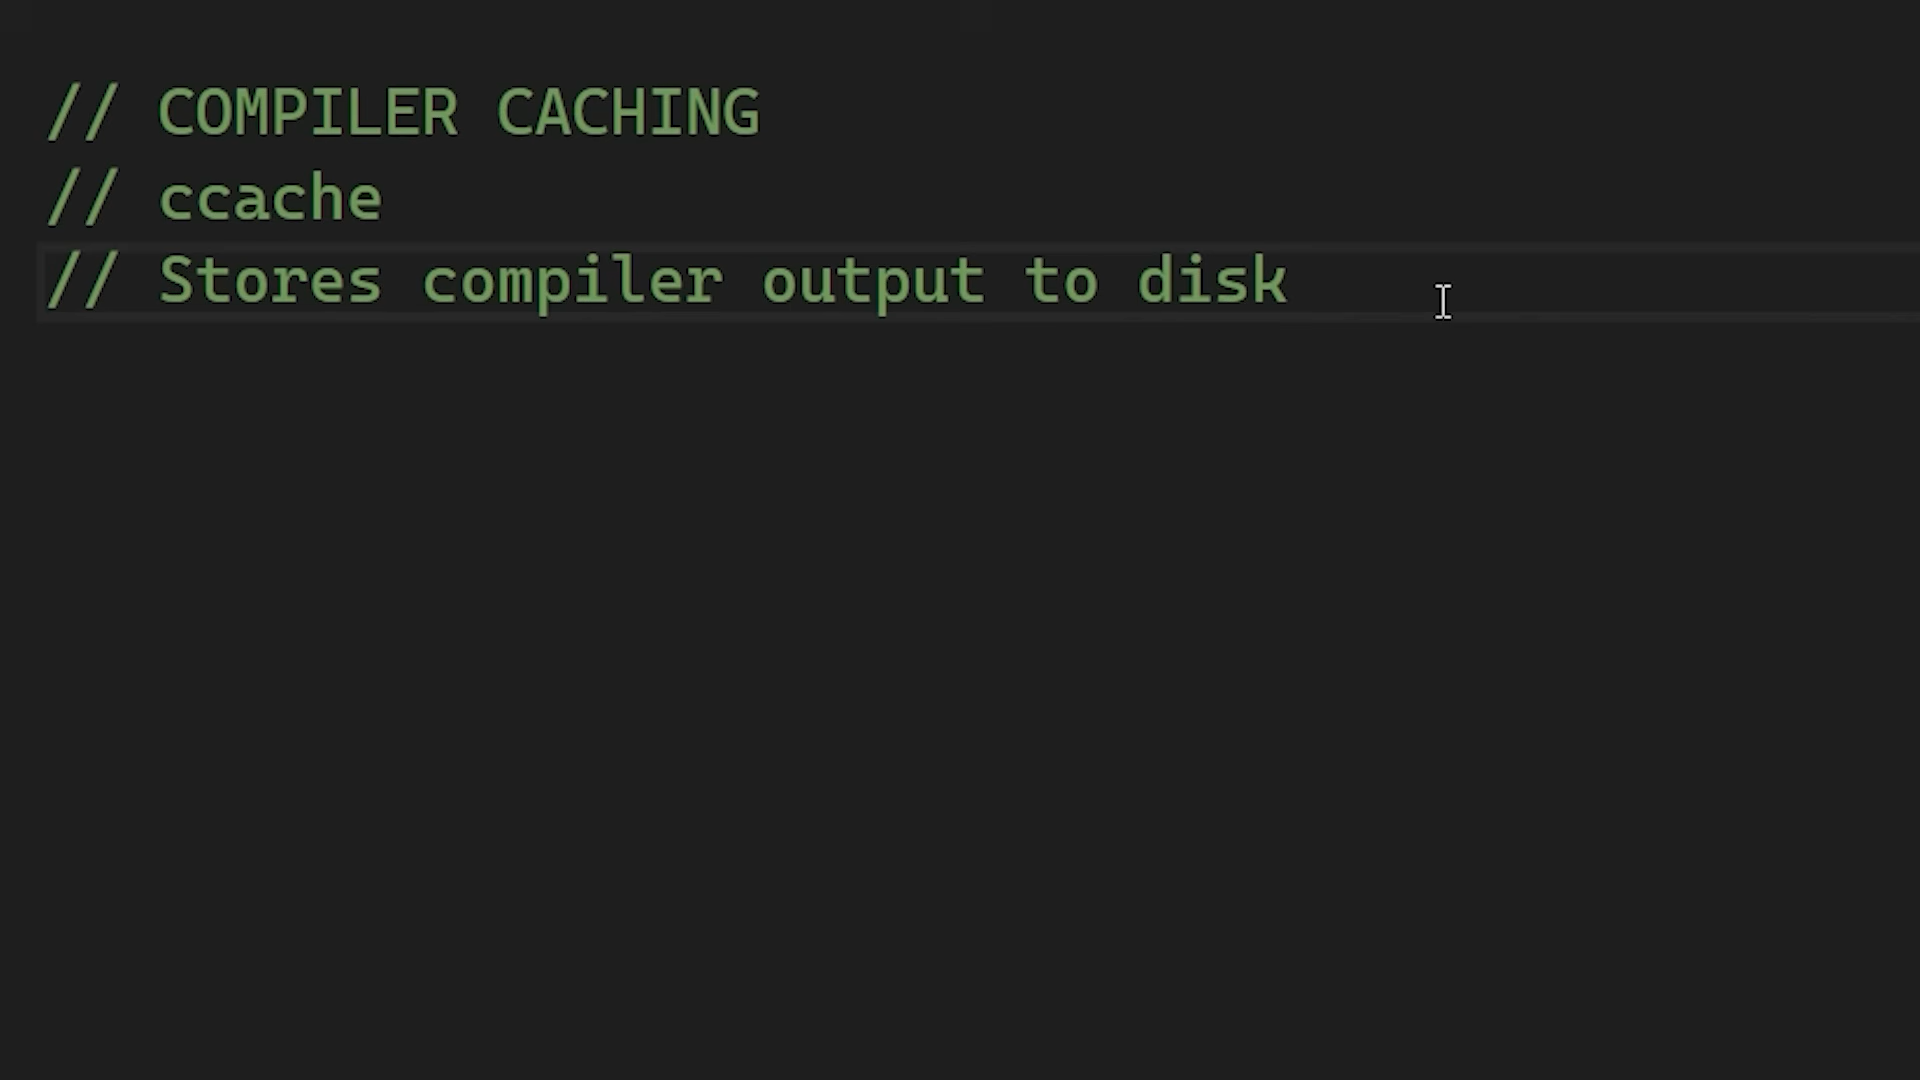 // COMPILER CACHING
// ccache
// Stores compiler output to disk